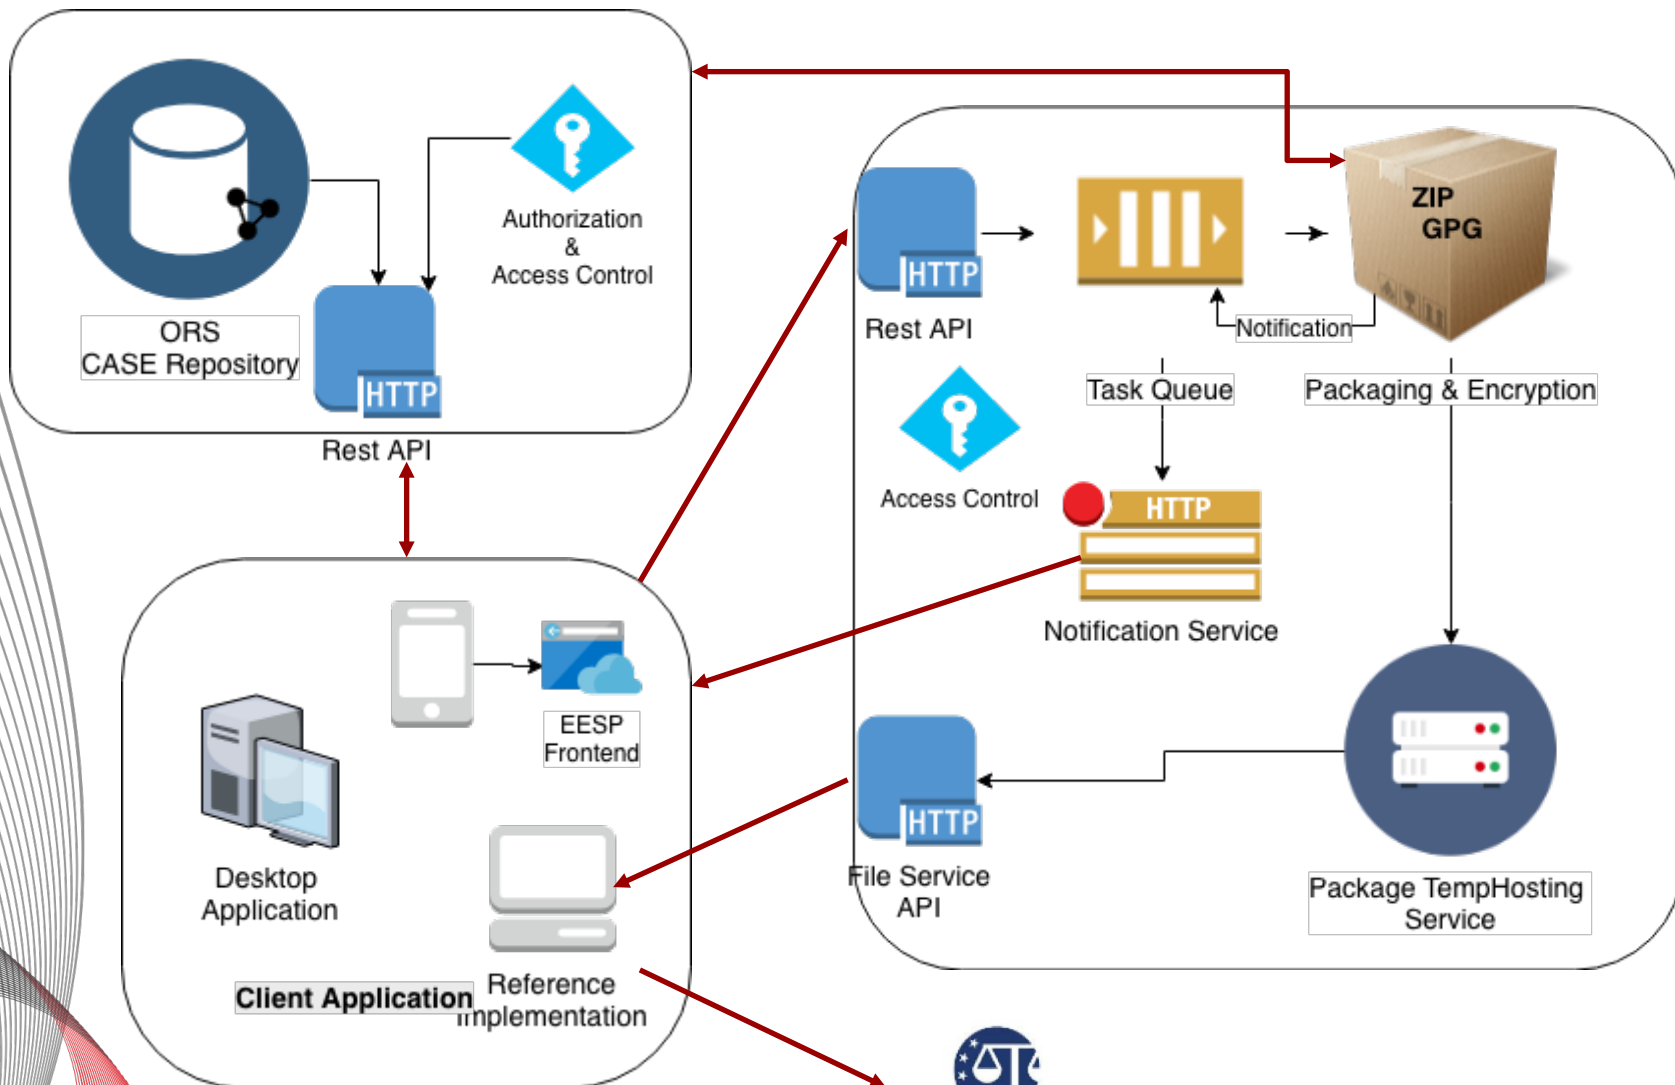 Authorization
&
Access Control
ORS
CASE Repository
HTTP
Rest API
ZIP
GPG
HTTP
Rest API
Notification
Task Queue
Packaging & Encryption
Access Control
HTTP
Notification Service
EESP
Frontend
Desktop
Application
HTTP
File Service
API
Package TempHosting
Service
Client Application
Reference
Implementation